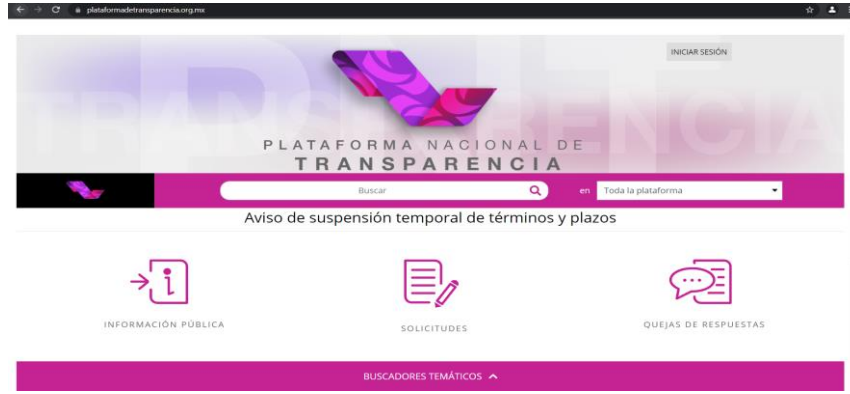 plataformadetransparencia.org.mx
INICIAR SESIÓN
PLATAFORMA NACIONAL DE
TRANSPARENCIA
Buscar
en
Toda la plataforma
Aviso de suspensión temporal de términos y plazos
INFORMACIÓN PÚBLICA
SOLICITUDES
QUEJAS DE RESPUESTAS
BUSCADORES TEMÁTICOS